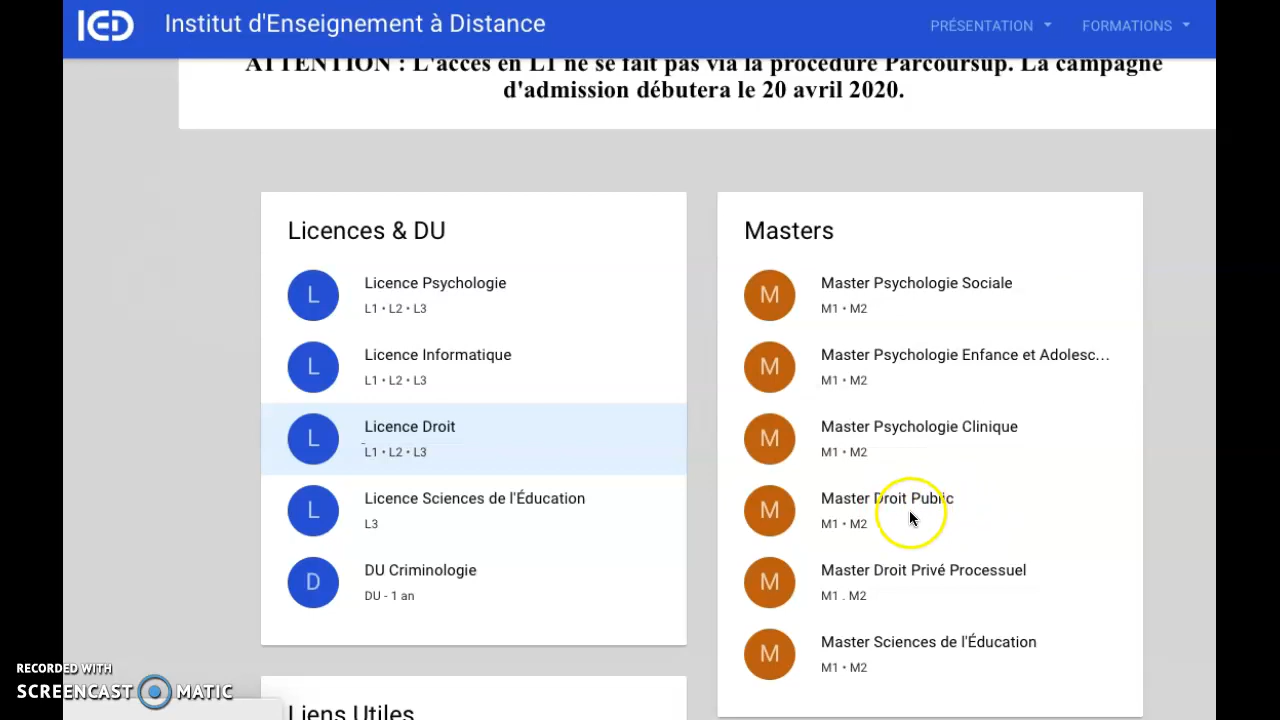 IED
Institut d'Enseignement à Distance
PRÉSENTATION
FORMATIONS
ATTENTION : L'accès en L1 ne se fait pas via la procédure Parcoursup. La campagne
d'admission débutera le 20 avril 2020.
Licences & DU
L
Licence Psychologie
L1 • L2 • L3
L
Licence Informatique
L1 • L2 • L3
L
Licence Droit
L1 • L2 • L3
L
Licence Sciences de l'Éducation
L3
D
DU Criminologie
DU - 1 an
Liens Utiles
Masters
M
Master Psychologie Sociale
M1 • M2
M
Master Psychologie Enfance et Adolesc...
M1 • M2
M
Master Psychologie Clinique
M1 • M2
M
Master Droit Public
M1 • M2
M
Master Droit Privé Processuel
M1 . M2
M
Master Sciences de l'Éducation
M1 • M2
RECORDED WITH
SCREENCAST MATIC